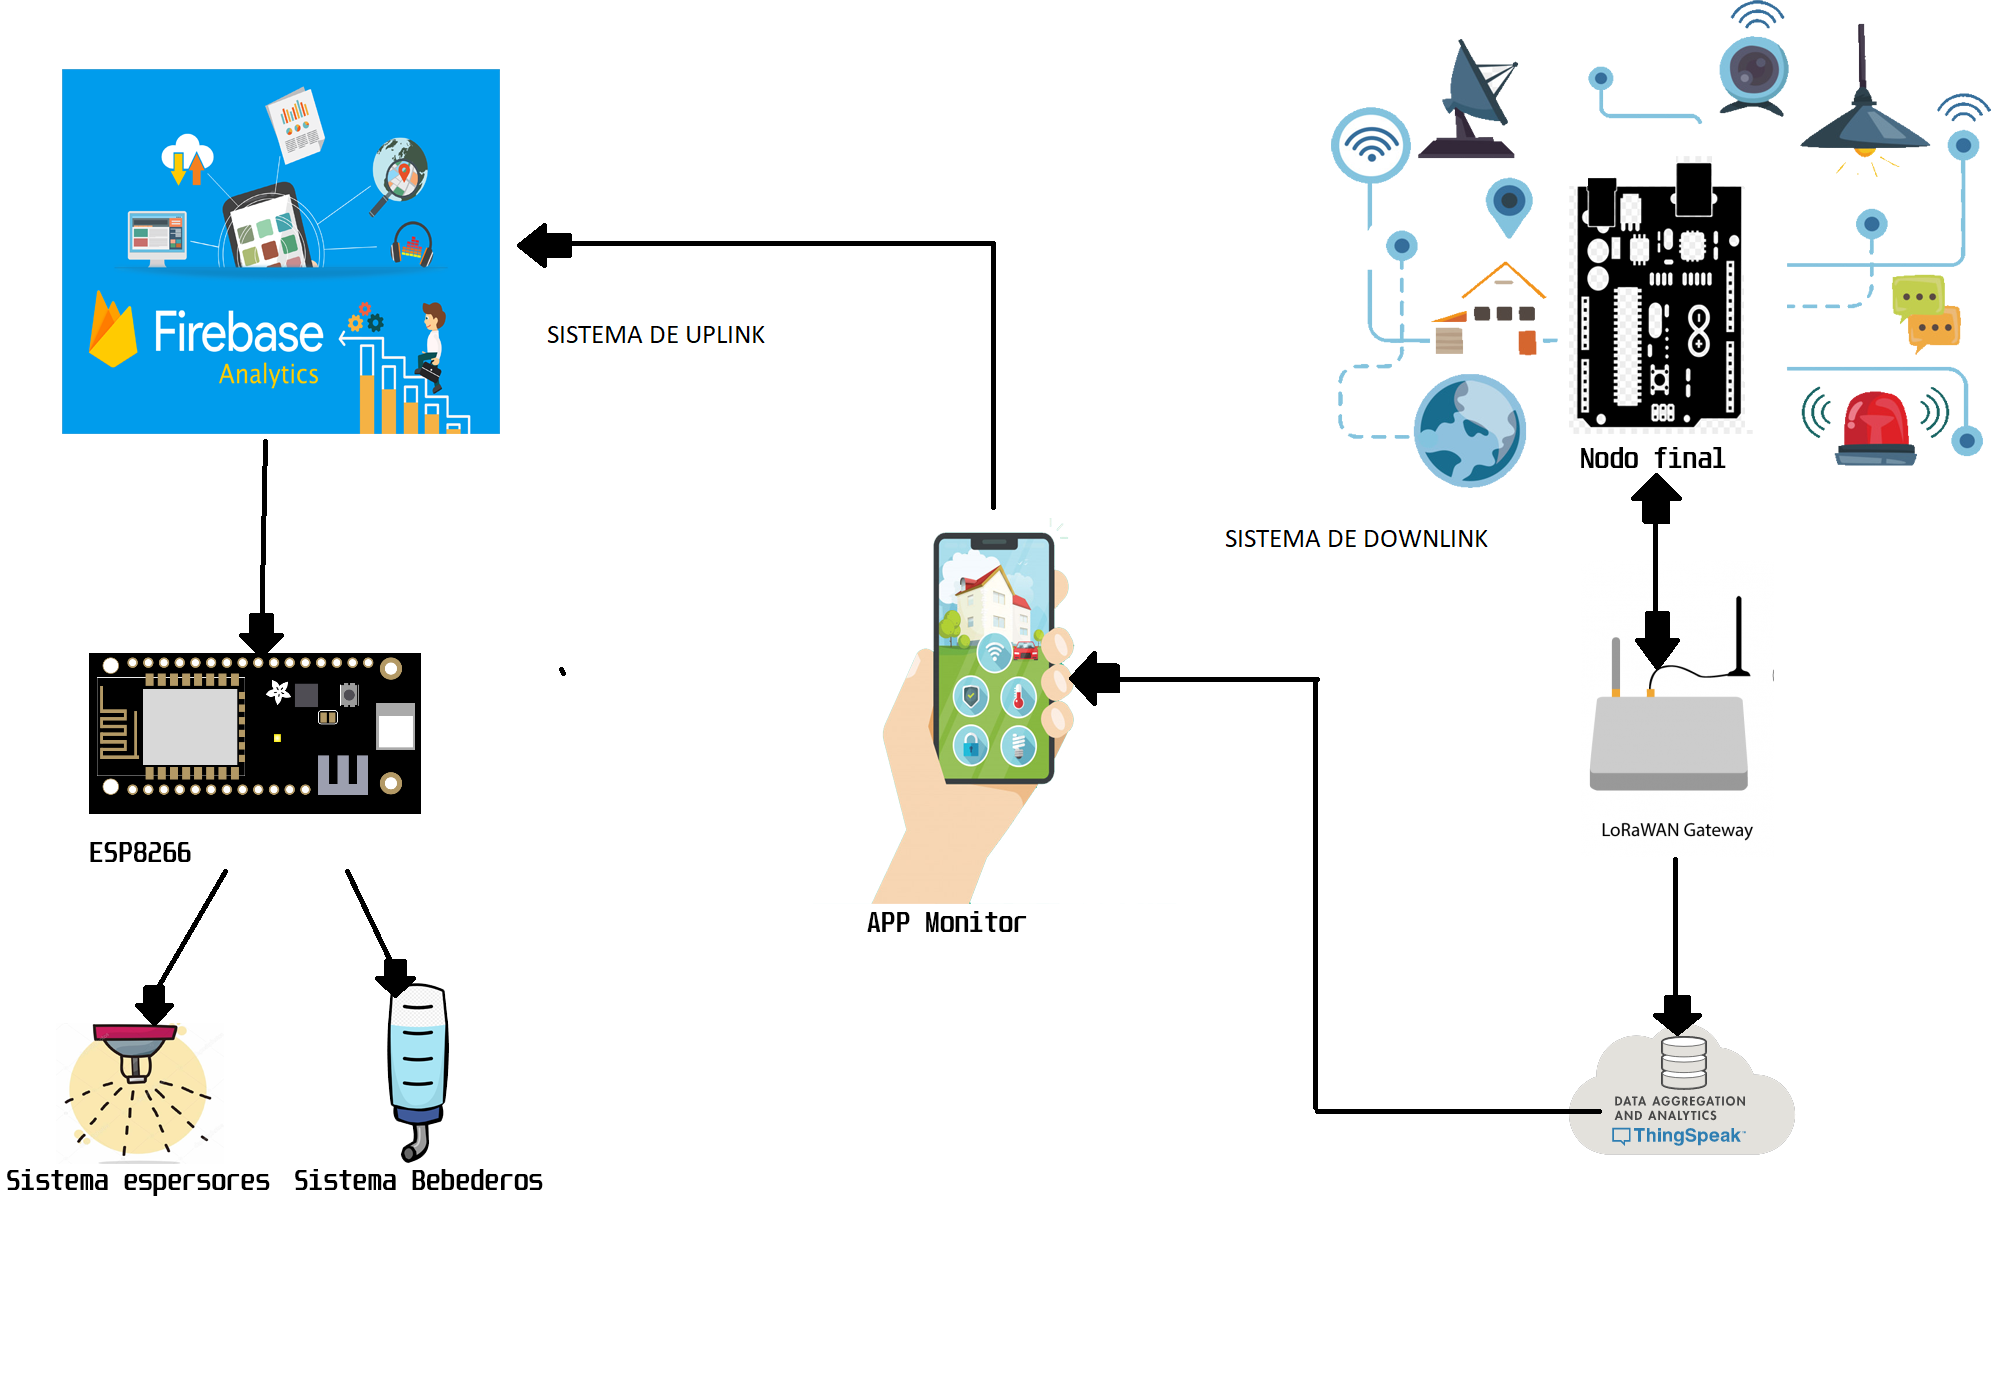 Firebase
Analytics
SISTEMA DE UPLINK
Nodo final
SISTEMA DE DOWNLINK
LoRaWAN Gateway
ESP8266
APP Monitor
DATA AGGREGATION
AND ANALYTICS
ThingSpeak™
Sistema espersores
Sistema Bebederos